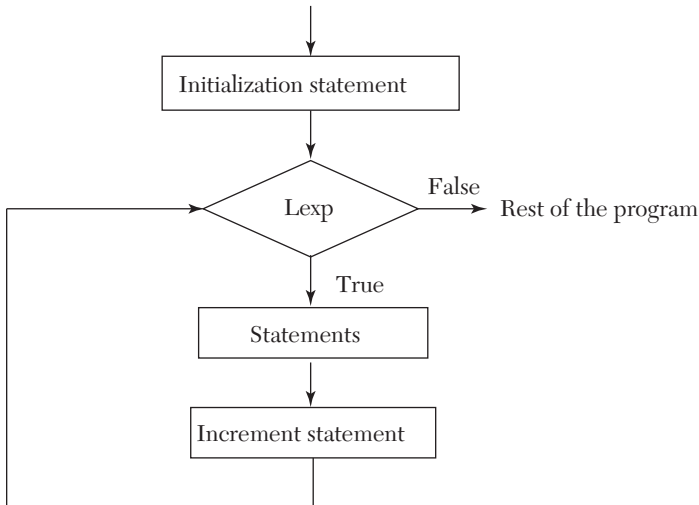 Initialization statement
Lexp
False
Rest of the program
True
Statements
Increment statement